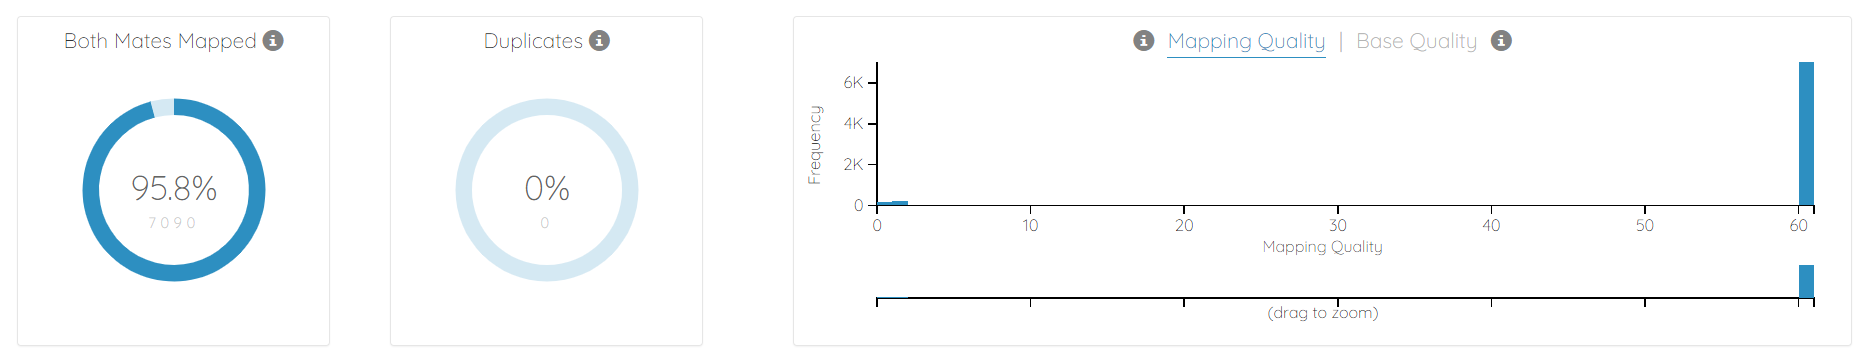 Both Mates Mapped
95.8%
7090
Duplicates
0%
0
Mapping Quality | Base Quality
Frequency
6K
4K
2K
0
0 10 20 30 40 50 60
Mapping Quality
(drag to zoom)